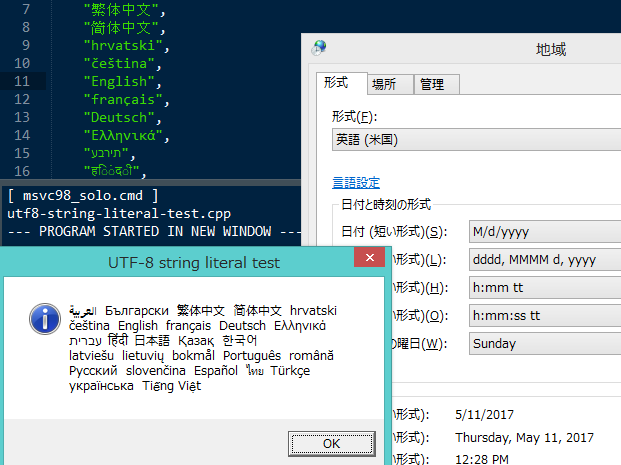 7 "繁体中文",
8 "简体中文",
9 "hrvatski",
10 "čeština",
11 "English",
12 "français",
13 "Deutsch",
14 "Ελληνικά",
15 "עברית",
16 "हिंदी",
[ msvc98_solo.cmd ]
utf8-string-literal-test.cpp
--- PROGRAM STARTED IN NEW WINDOW ---
UTF-8 string literal test
العربية Български 繁体中文 简体中文 hrvatski
čeština English français Deutsch Ελληνικά
עברית हिंदी 日本語 Қазақ 한국어
latviešu lietuvių bokmål Português română
Русский slovenčina Español ไทย Türkçe
українська Tiếng Việt
OK
地域
形式 場所 管理
形式(F):
英語 (米国)
言語設定
日付と時刻の形式
日付 (短い形式)(S): M/d/yyyy
い形式)(L): dddd, MMMM d, yyyy
い形式)(H): h:mm tt
い形式)(O): h:mm:ss tt
の曜日(W): Sunday
い形式): 5/11/2017
い形式): Thursday, May 11, 2017
い形式): 12:28 PM